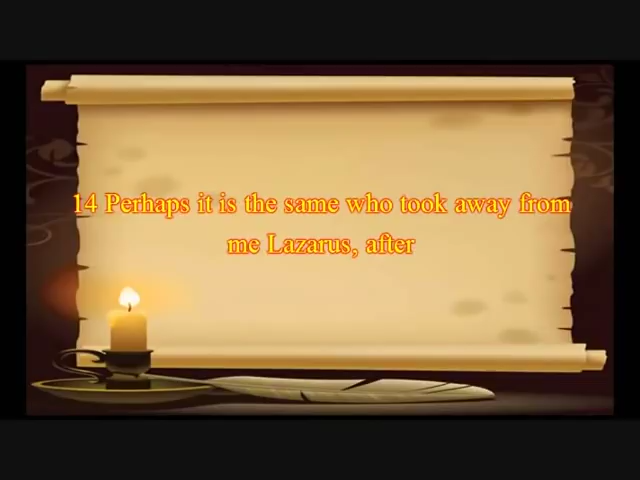 14 Perhaps it is the same who took away from
me Lazarus, after